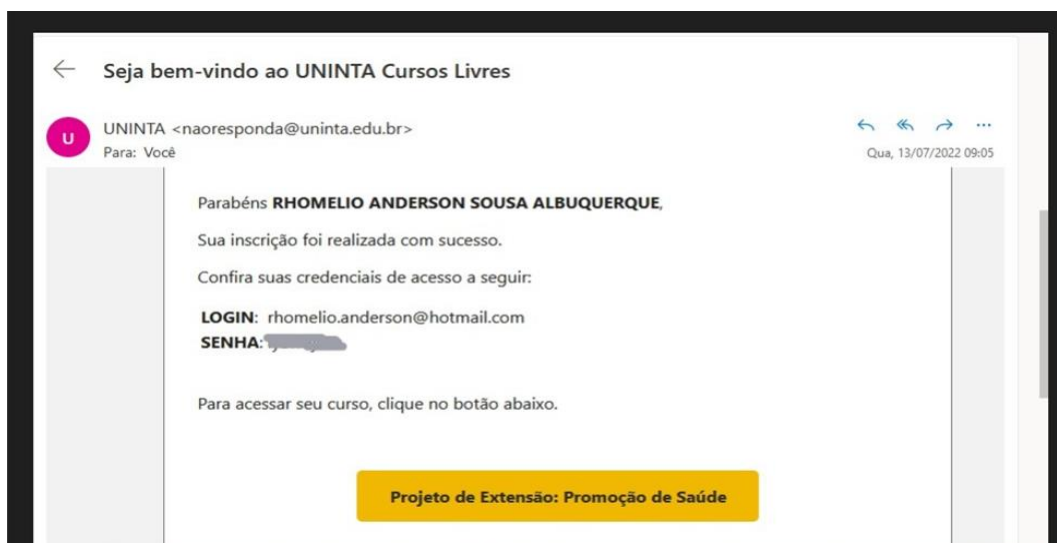 Seja bem-vindo ao UNINTA Cursos Livres
U
UNINTA <naoresponda@uninta.edu.br>
Para: Você
Qua, 13/07/2022 09:05
Parabéns RHOMELIO ANDERSON SOUSA ALBUQUERQUE,
Sua inscrição foi realizada com sucesso.
Confira suas credenciais de acesso a seguir:
LOGIN: rhomelio.anderson@hotmail.com
SENHA:
Para acessar seu curso, clique no botão abaixo.
Projeto de Extensão: Promoção de Saúde